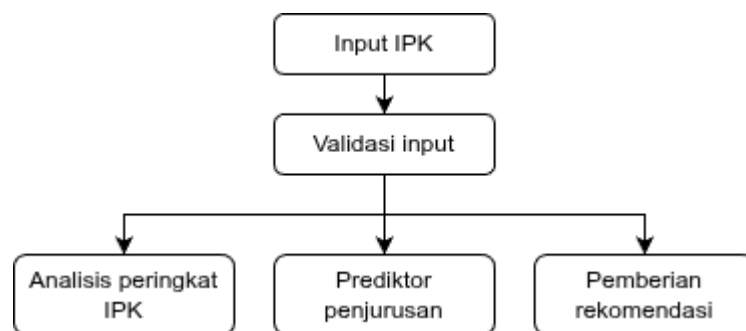 Input IPK
Validasi input
Analisis peringkat
IPK
Prediktor
penjurusan
Pemberian
rekomendasi